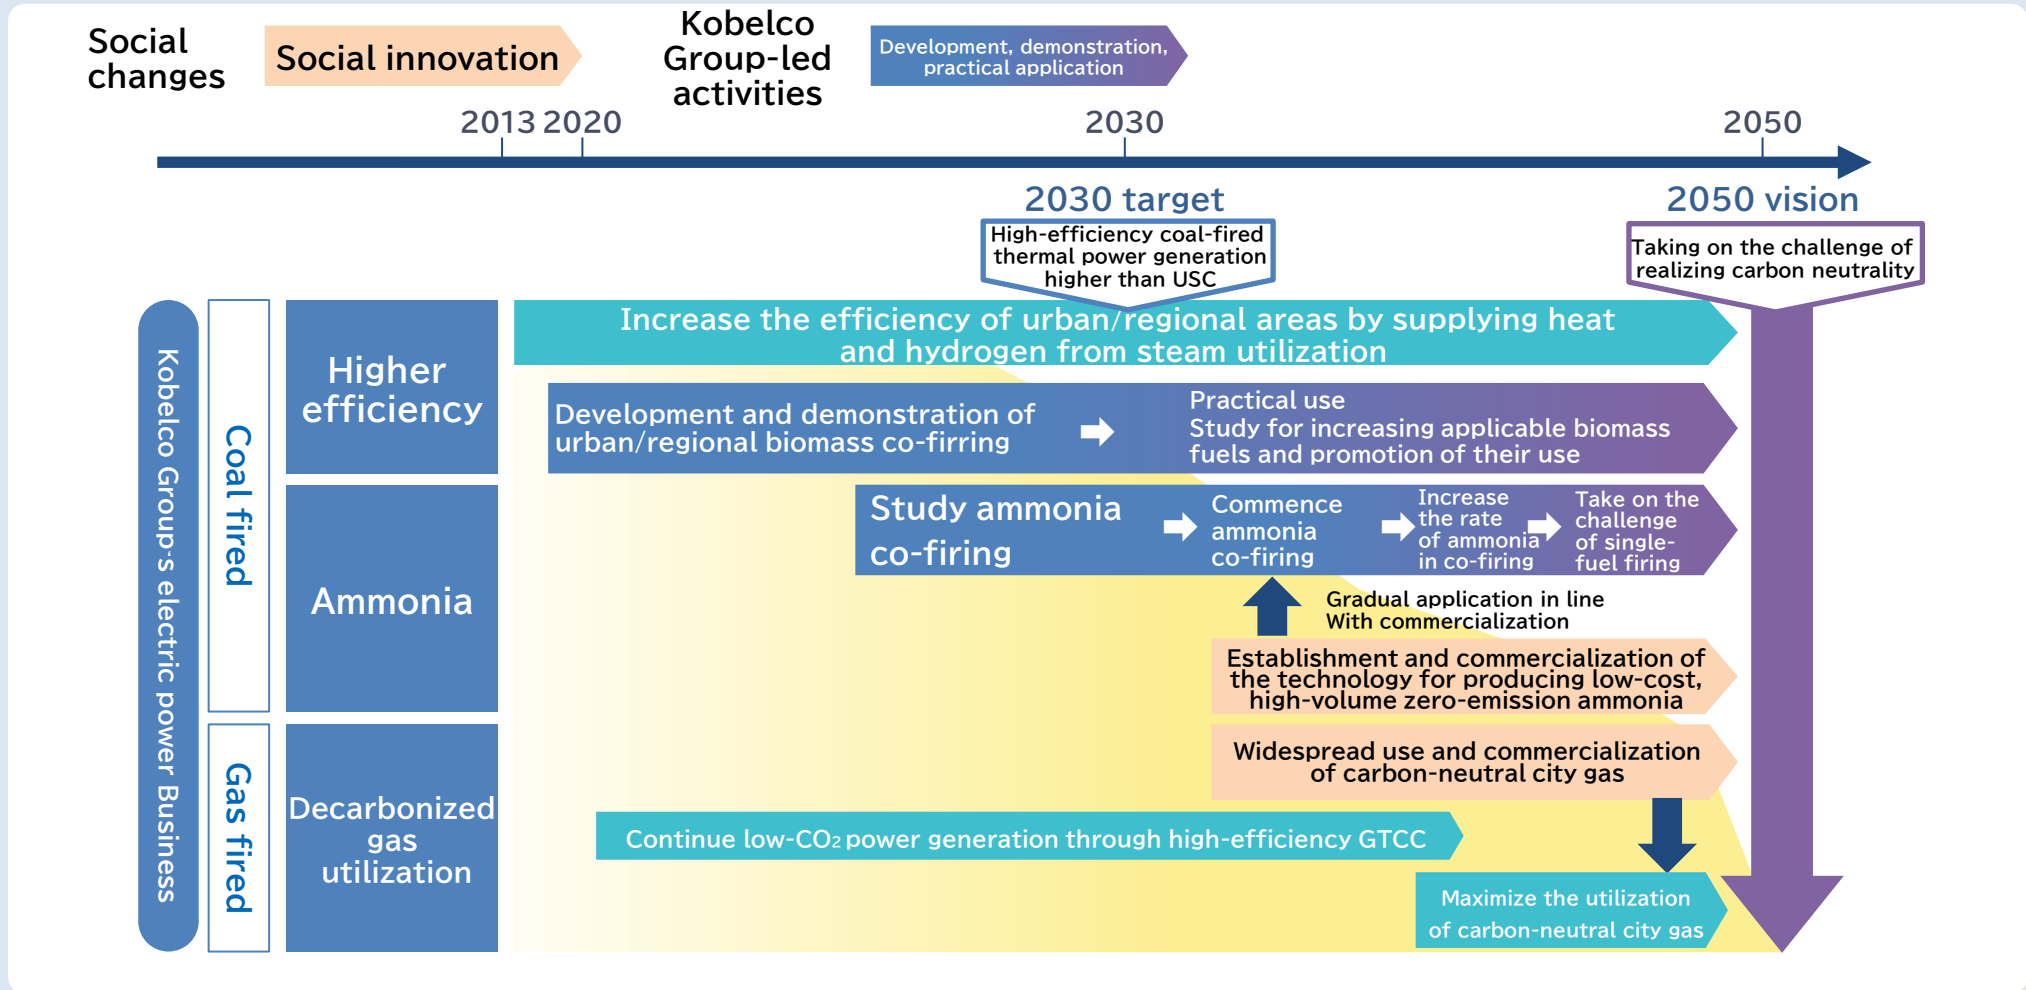 Social
changes
Social innovation
Kobelco
Group-led
activities
Development, demonstration,
practical application
2013 2020
2030
2050
2030 target
2050 vision
High-efficiency coal-fired
thermal power generation
higher than USC
Taking on the challenge of
realizing carbon neutrality
Kobelco Group's electric power Business
Coal fired
Higher
efficiency
Increase the efficiency of urban/regional areas by supplying heat
and hydrogen from steam utilization
Development and demonstration of
urban/regional biomass co-firring
Practical use
Study for increasing applicable biomass
fuels and promotion of their use
Ammonia
Study ammonia
co-firing
Commence
ammonia
co-firing
Increase
the rate
of ammonia
in co-firing
Take on the
challenge
of single-
fuel firing
Gradual application in line
With commercialization
Establishment and commercialization of
the technology for producing low-cost,
high-volume zero-emission ammonia
Gas fired
Decarbonized
gas
utilization
Widespread use and commercialization
of carbon-neutral city gas
Continue low-CO2 power generation through high-efficiency GTCC
Maximize the utilization
of carbon-neutral city gas